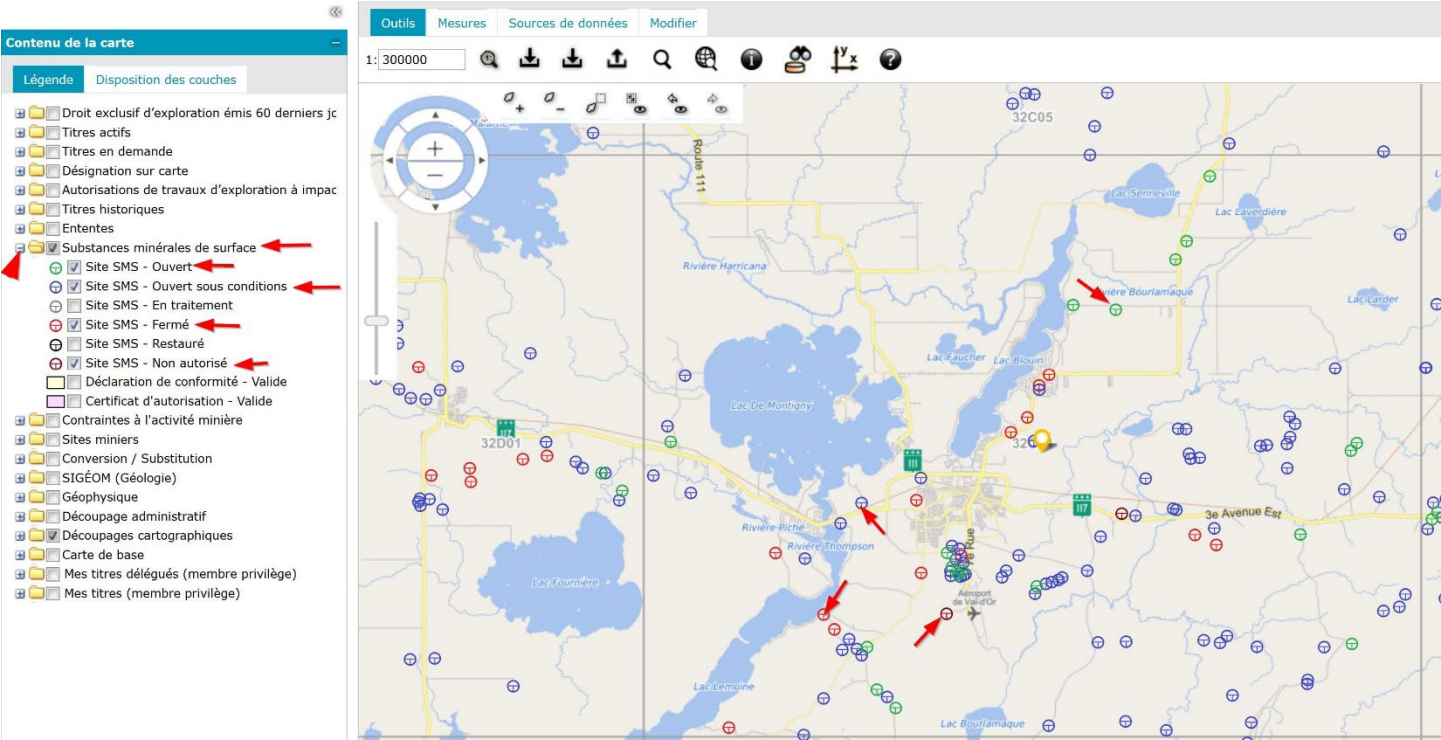 Contenu de la carte
Légende
Disposition des couches
Droit exclusif d'exploration émis 60 derniers jc
Titres actifs
Titres en demande
Désignation sur carte
Autorisations de travaux d'exploration à impac
Titres historiques
Ententes
Substances minérales de surface
Site SMS - Ouvert
Site SMS - Ouvert sous conditions
Site SMS - En traitement
Site SMS - Fermé
Site SMS - Restauré
Site SMS - Non autorisé
Déclaration de conformité - Valide
Certificat d'autorisation - Valide
Contraintes à l'activité minière
Sites miniers
Conversion / Substitution
SIGÉOM (Géologie)
Géophysique
Découpage administratif
Découpages cartographiques
Carte de base
Mes titres délégués (membre privilège)
Mes titres (membre privilège)
Outils
Mesures
Sources de données
Modifier
1: 300000
32C05
Route 111
Lac Senneville
Lac Laverdière
Rivière Harricana
Rivière Bourlamaque
Lac Larder
Lac Faucher
Lac Blouin
Lac De Montigny
117
32D01
111
117
3e Avenue Est
Rivière Piché
Rivière Thompson
7e Rue
Lac Fournière
Aéroport
de Val-d'Or
Lac Lemoine
Lac Bourlamaque